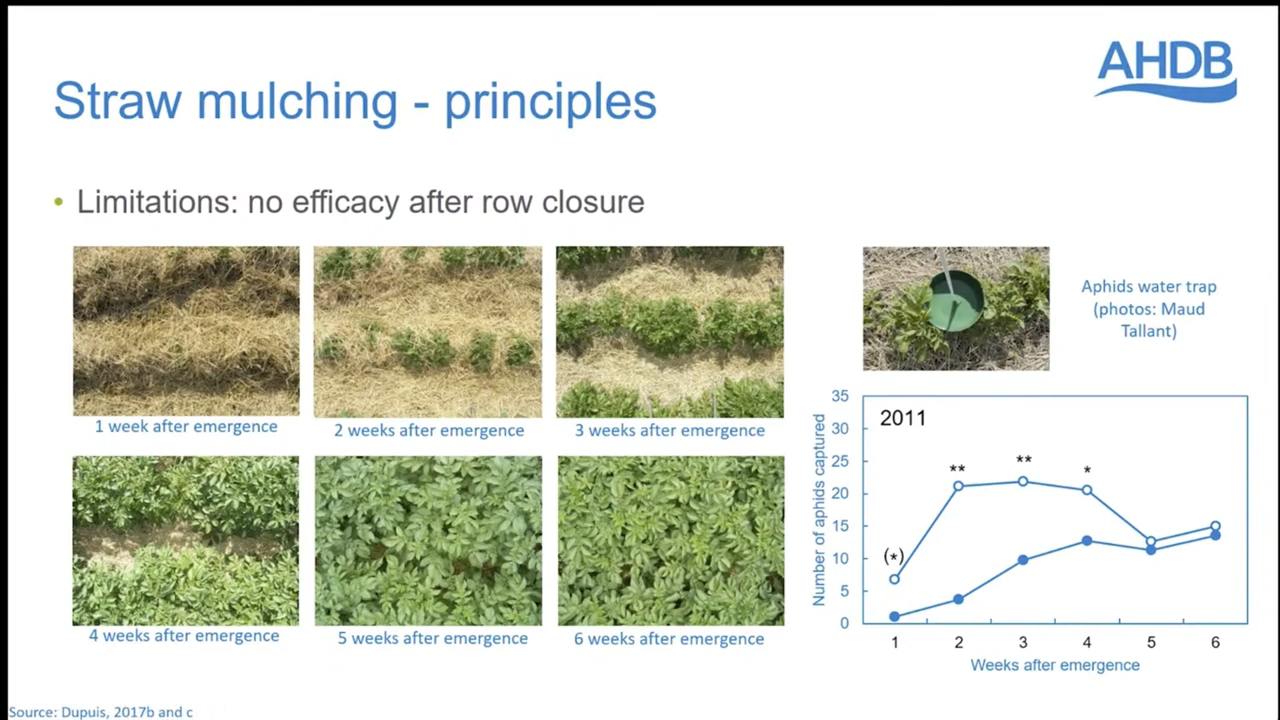 AHDB
Straw mulching - principles
• Limitations: no efficacy after row closure
1 week after emergence
2 weeks after emergence
3 weeks after emergence
4 weeks after emergence
5 weeks after emergence
6 weeks after emergence
Aphids water trap
(photos: Maud
Tallant)
2011
Number of aphids captured
35
30
25
20
15
10
5
0
(*)
**
**
*
1 2 3 4 5 6
Weeks after emergence
Source: Dupuis, 2017b and c